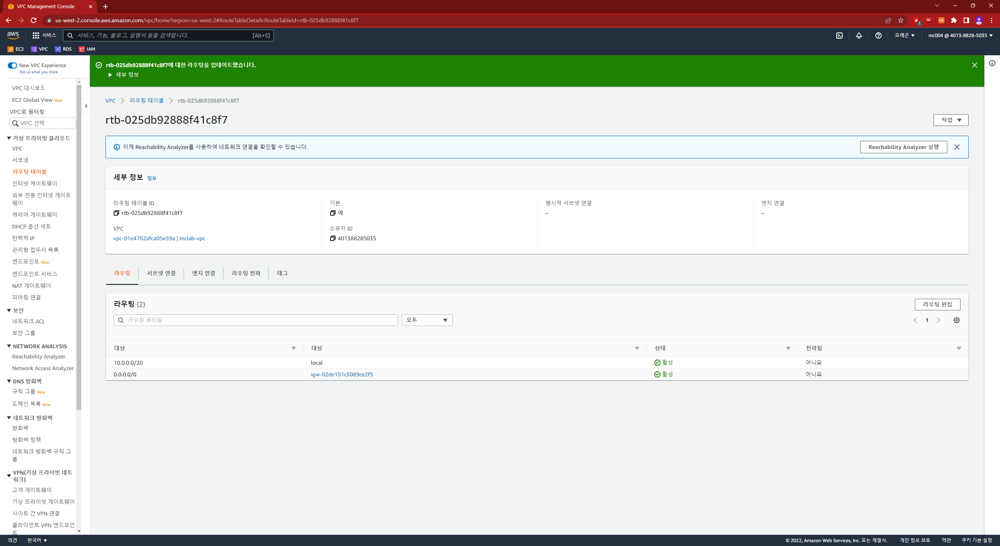 VPC Management Console
us-west-2.console.aws.amazon.com/vpc/home?region=us-west-2#RouteTableDetails:RouteTableId=rtb-025db92888f41c8f7
1
EX
aws
서비스
서비스, 기능, 블로그, 설명서 등을 검색합니다.
[Alt+S]
오레곤
mc004 @ 4013-8828-5035
EC2
VPC
RDS
IAM
New VPC Experience
Tell us what you think
VPC 대시보드
EC2 Global View New
VPC로 필터링:
VPC 선택
가상 프라이빗 클라우드
VPC
서브넷
라우팅 테이블
인터넷 게이트웨이
외부 전용 인터넷 게이트
웨이
캐리어 게이트웨이
DHCP 옵션 세트
탄력적 IP
관리형 접두사 목록
엔드포인트 New
엔드포인트 서비스
NAT 게이트웨이
피어링 연결
보안
네트워크 ACL
보안 그룹
NETWORK ANALYSIS
Reachability Analyzer
Network Access Analyzer
DNS 방화벽
규칙 그룹 New
도메인 목록 New
네트워크 방화벽
방화벽
방화벽 정책
네트워크 방화벽 규칙 그
룹
VPN(가상 프라이빗 네트
워크)
고객 게이트웨이
가상 프라이빗 게이트웨이
사이트 간 VPN 연결
클라이언트 VPN 엔드포인
트
rtb-025db92888f41c8f7에 대한 라우팅을 업데이트했습니다.
세부 정보
VPC
라우팅 테이블
rtb-025db92888f41c8f7
rtb-025db92888f41c8f7
작업
이제 Reachability Analyzer를 사용하여 네트워크 연결을 확인할 수 있습니다.
Reachability Analyzer 실행
세부 정보 정보
라우팅 테이블 ID
rtb-025db92888f41c8f7
기본
예
명시적 서브넷 연결
–
엣지 연결
–
VPC
vpc-01e4702afca05e59a | mclab-vpc
소유자 ID
401388285035
라우팅
서브넷 연결
엣지 연결
라우팅 전파
태그
라우팅 (2)
라우팅 편집
라우팅 필터링
모두
1
대상
대상
상태
전파됨
10.0.0.0/20
local
활성
아니요
0.0.0.0/0
igw-02de151c5089ce2f5
활성
아니요
의견
한국어
© 2022, Amazon Web Services, Inc. 또는 계열사.
개인 정보 보호
약관
쿠키 기본 설정